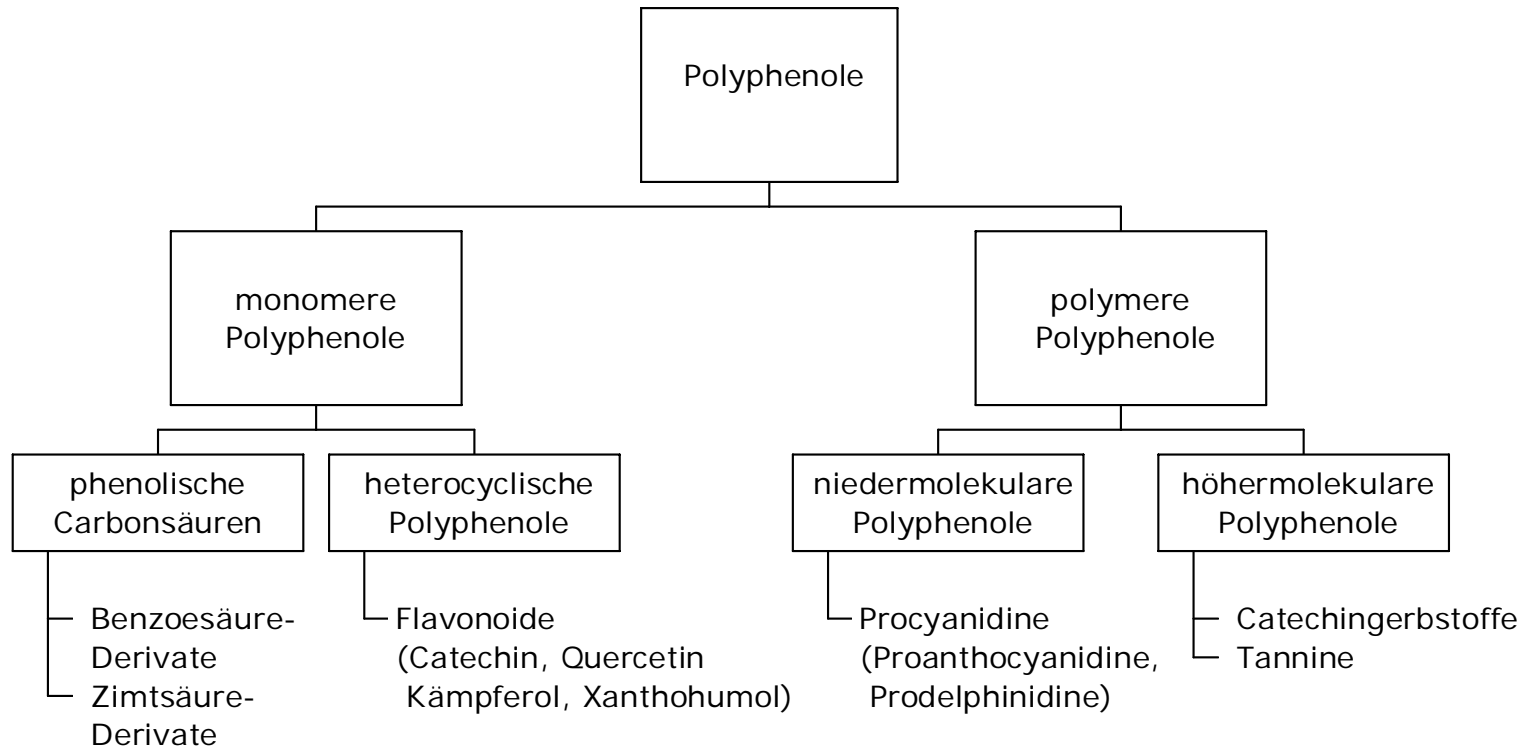 Polyphenole
monomere
Polyphenole
polymere
Polyphenole
phenolische
Carbonsäuren
heterocyclische
Polyphenole
niedermolekulare
Polyphenole
höhermolekulare
Polyphenole
Benzoesäure-
Derivate
Zimtsäure-
Derivate
Flavonoide
(Catechin, Quercetin
Kämpferol, Xanthohumol)
Procyanidine
(Proanthocyanidine,
Prodelphinidine)
Catechingerbstoffe
Tannine